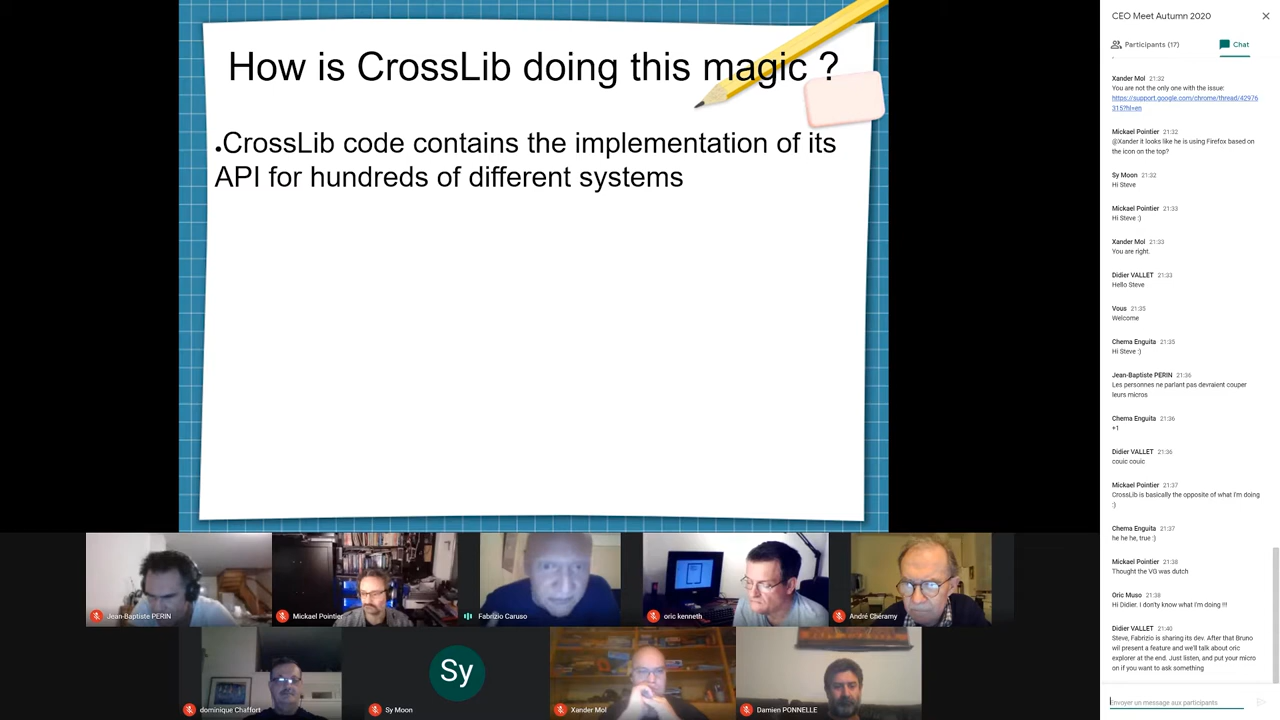 How is CrossLib doing this magic ?
•CrossLib code contains the implementation of its
API for hundreds of different systems
Jean-Baptiste PERIN
Mickael Pointier
Fabrizio Caruso
oric kenneth
André Chéramy
dominique Chaffort
Sy
Sy Moon
Xander Mol
Damien PONNELLE
CEO Meet Autumn 2020
Participants (17)
Chat
Xander Mol 21:32
You are not the only one with the issue:
https://support.google.com/chrome/thread/42976
315?hl=en
Mickael Pointier 21:32
@Xander it looks like he is using Firefox based on
the icon on the top?
Sy Moon 21:32
Hi Steve
Mickael Pointier 21:33
Hi Steve :)
Xander Mol 21:33
You are right.
Didier VALLET 21:33
Hello Steve
Vous 21:35
Welcome
Chema Enguita 21:35
Hi Steve :)
Jean-Baptiste PERIN 21:36
Les personnes ne parlant pas devraient couper
leurs micros
Chema Enguita 21:36
+1
Didier VALLET 21:36
couic couic
Mickael Pointier 21:37
CrossLib is basically the opposite of what I'm doing
:)
Chema Enguita 21:37
he he he, true :)
Mickael Pointier 21:38
Thought the VG was dutch
Oric Muso 21:38
Hi Didier. I don'ty know what I'm doing !!!
Didier VALLET 21:40
Steve, Fabrizio is sharing its dev. After that Bruno
wil present a feature and we'll talk about oric
explorer at the end. Just listen, and put your micro
on if you want to ask something
Envoyer un message aux participants